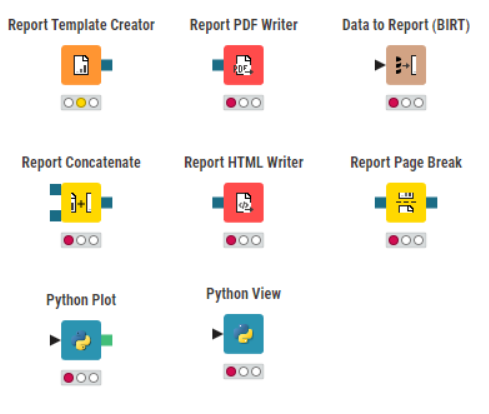 Report Template Creator
Report PDF Writer
Data to Report (BIRT)
PDF
Report Concatenate
Report HTML Writer
Report Page Break
Python Plot
Python View